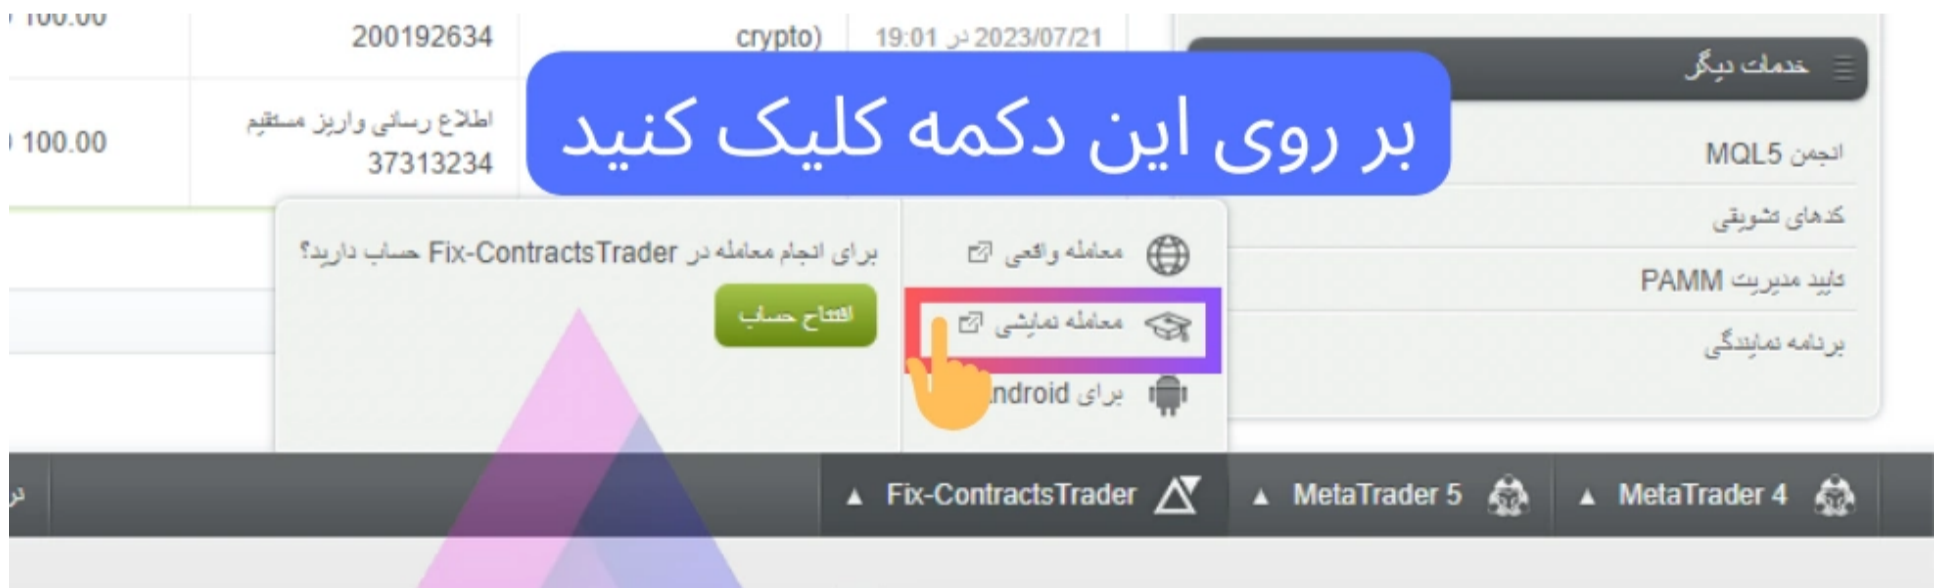 100.00
200192634
crypto)
2023/07/21 در 19:01
خدمات دیگر
100.00
اطلاع رسانی واریز مستقیم
37313234
بر روی این دکمه کلیک کنید
انجمن MQL5
کدهای تشویقی
تایید مدیریت PAMM
برنامه نمایندگی
برای انجام معامله در Fix-ContractsTrader حساب دارید؟
افتتاح حساب
معامله واقعی
معامله نمایشی
برای ndroid
MetaTrader 4 ▲
MetaTrader 5 ▲
Fix-ContractsTrader ▲